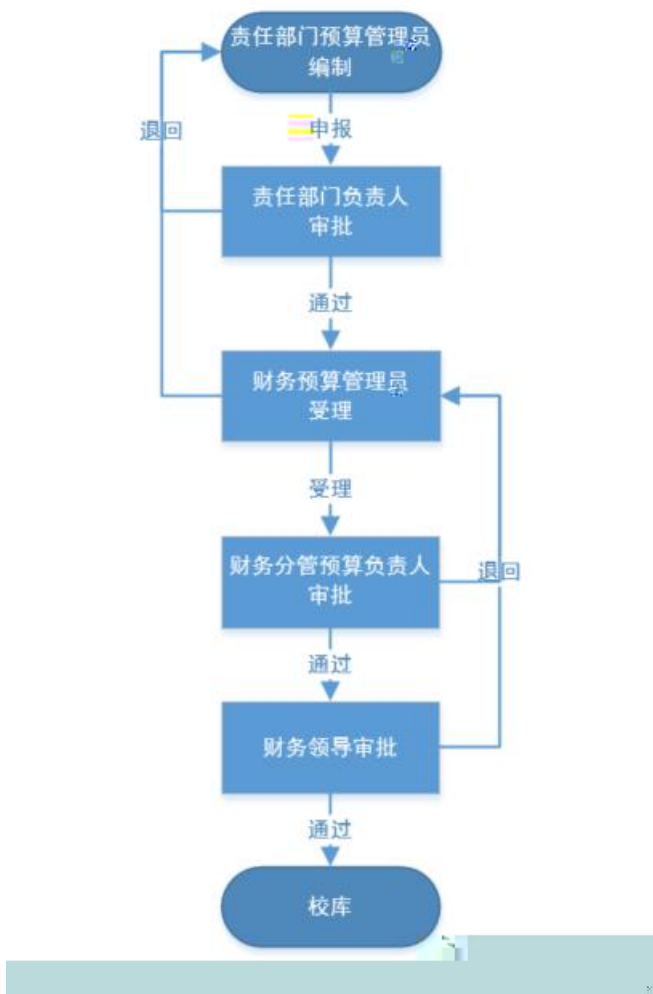 责任部门预算管理员
编制
退回
申报
责任部门负责人
审批
通过
财务预算管理员
受理
受理
财务分管预算负责人
审批
退回
通过
财务领导审批
通过
校库